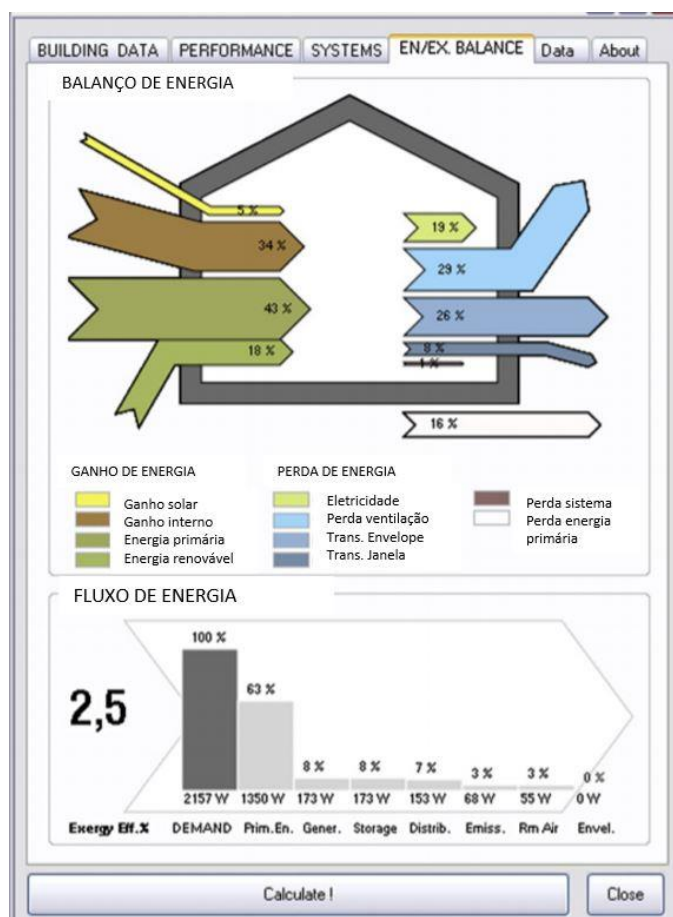 BUILDING DATA PERFORMANCE SYSTEMS EN/EX. BALANCE Data About
BALANÇO DE ENERGIA
5 %
19 %
34 %
29 %
43 %
26 %
18 %
8 %
1 %
16 %
GANHO DE ENERGIA
Ganho solar
Ganho interno
Energia primária
Energia renovável
PERDA DE ENERGIA
Eletricidade
Perda ventilação
Trans. Envelope
Trans. Janela
Perda sistema
Perda energia
primária
FLUXO DE ENERGIA
2,5
100 % 63 % 8 % 8 % 7 % 3 % 3 % 0 %
2157 W 1350 W 173 W 173 W 153 W 68 W 55 W 0 W
Exergy Eff.% DEMAND Prim.En. Gener. Storage Distrib. Emiss. Rm Air Envel.
Calculate ! Close